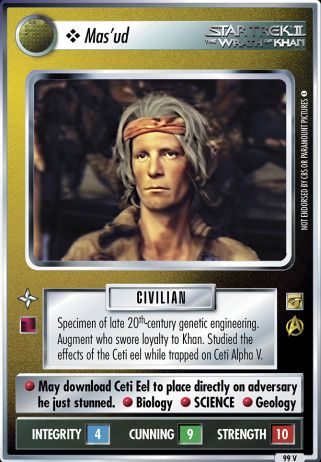 ❖ Mas'ud
STAR TREK II
THE WRATH OF KHAN
NOT ENDORSED BY CBS OR PARAMOUNT PICTURES
CIVILIAN
Specimen of late 20th-century genetic engineering.
Augment who swore loyalty to Khan. Studied the
effects of the Ceti eel while trapped on Ceti Alpha V.
● May download Ceti Eel to place directly on adversary
he just stunned. ● Biology ● SCIENCE ● Geology
INTEGRITY 4 CUNNING 9 STRENGTH 10
99 V